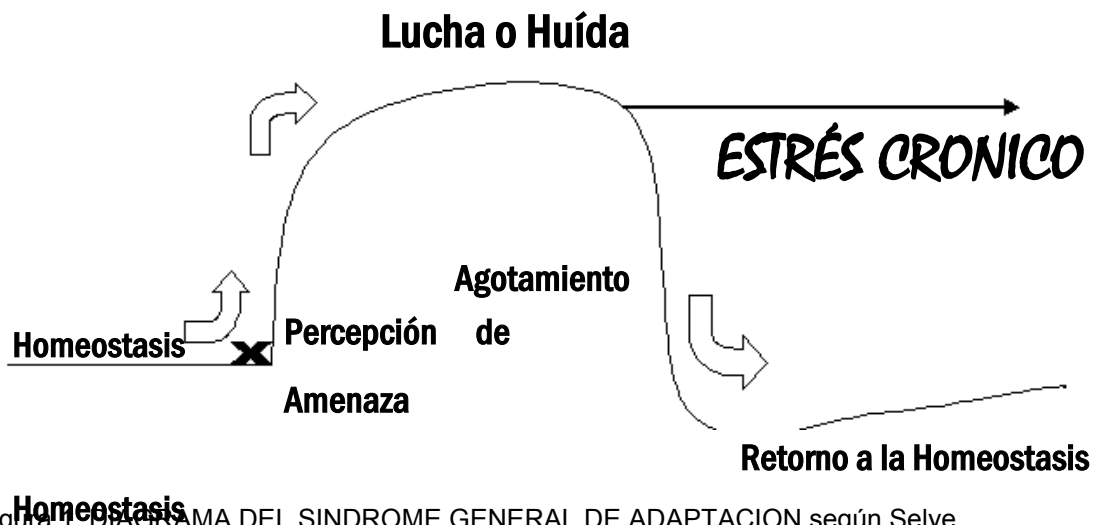 Lucha o Huída
ESTRÉS CRONICO
Agotamiento
Homeostasis
Percepción de
Amenaza
Retorno a la Homeostasis
Homeostasis
DEL SINDROME GENERAL DE ADAPTACION según Selye